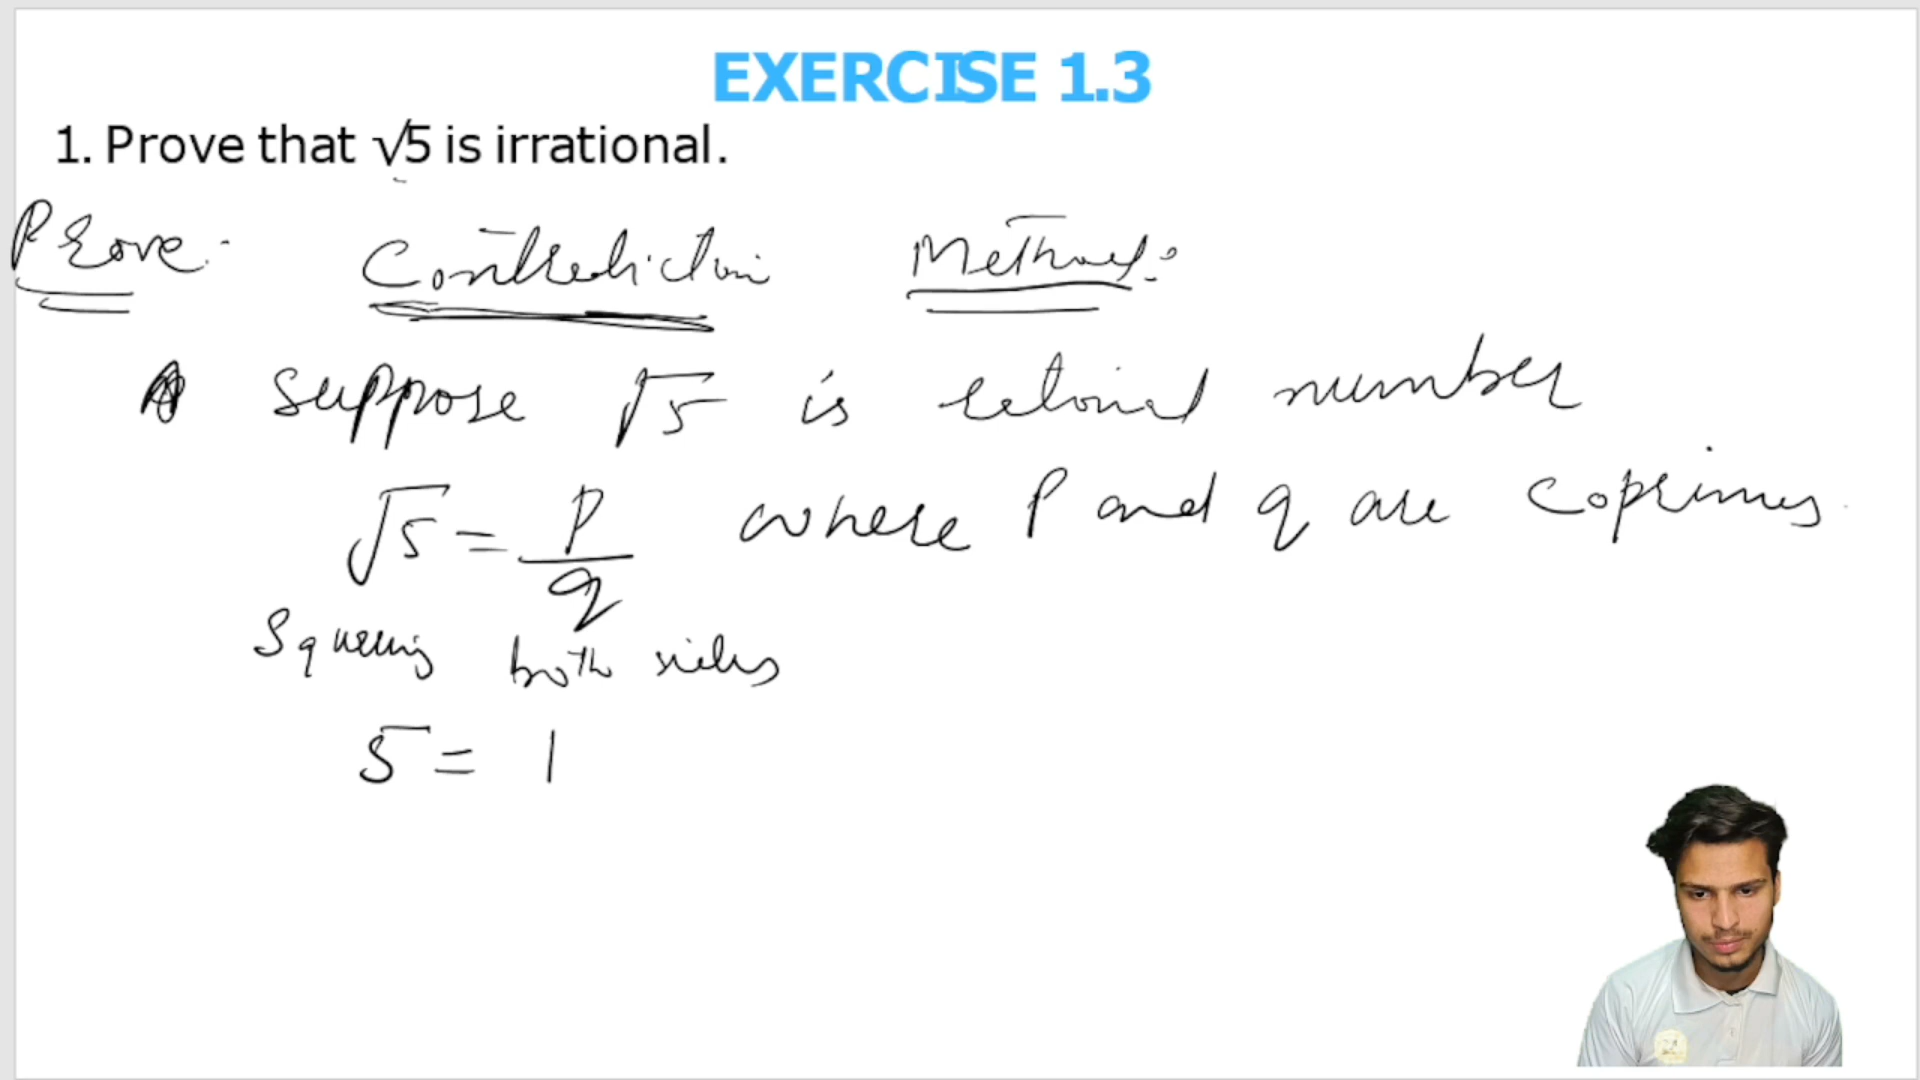 EXERCISE 1.3
1. Prove that √5 is irrational.
Prove:- Contradiction Method:-
Suppose √5 is rational number
√5 = p/q where p and q are coprimes.
Squaring both sides
5 =